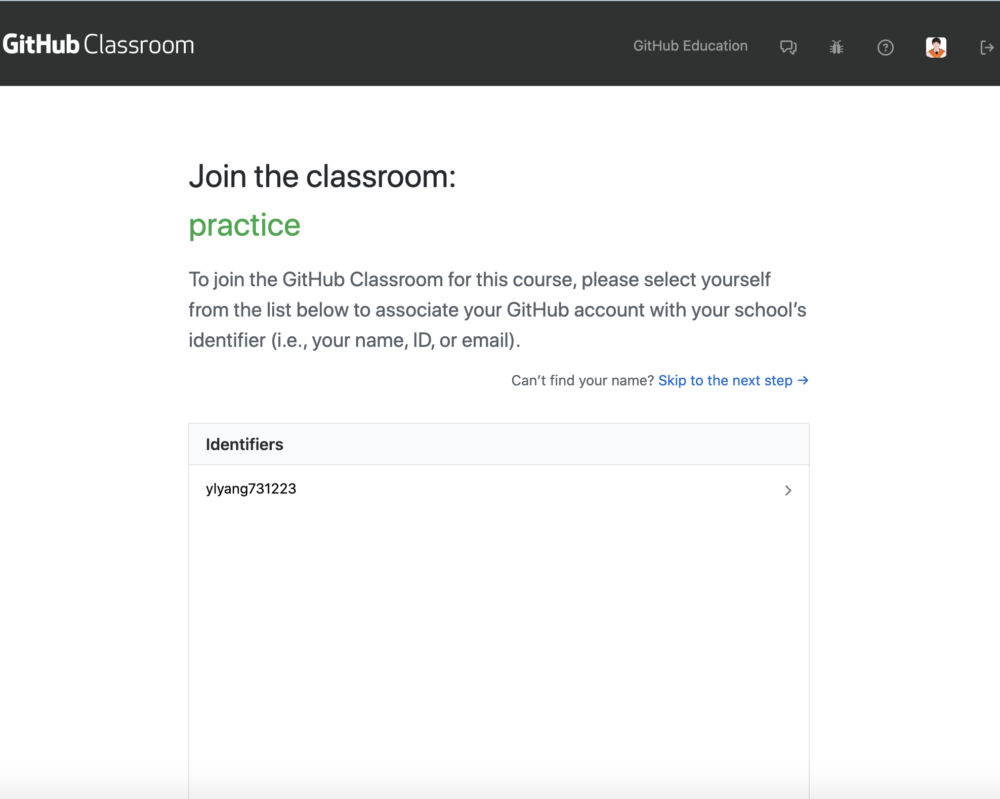 GitHub Classroom
GitHub Education
Join the classroom:
practice
To join the GitHub Classroom for this course, please select yourself
from the list below to associate your GitHub account with your school’s
identifier (i.e., your name, ID, or email).
Can’t find your name? Skip to the next step →
Identifiers
ylyang731223